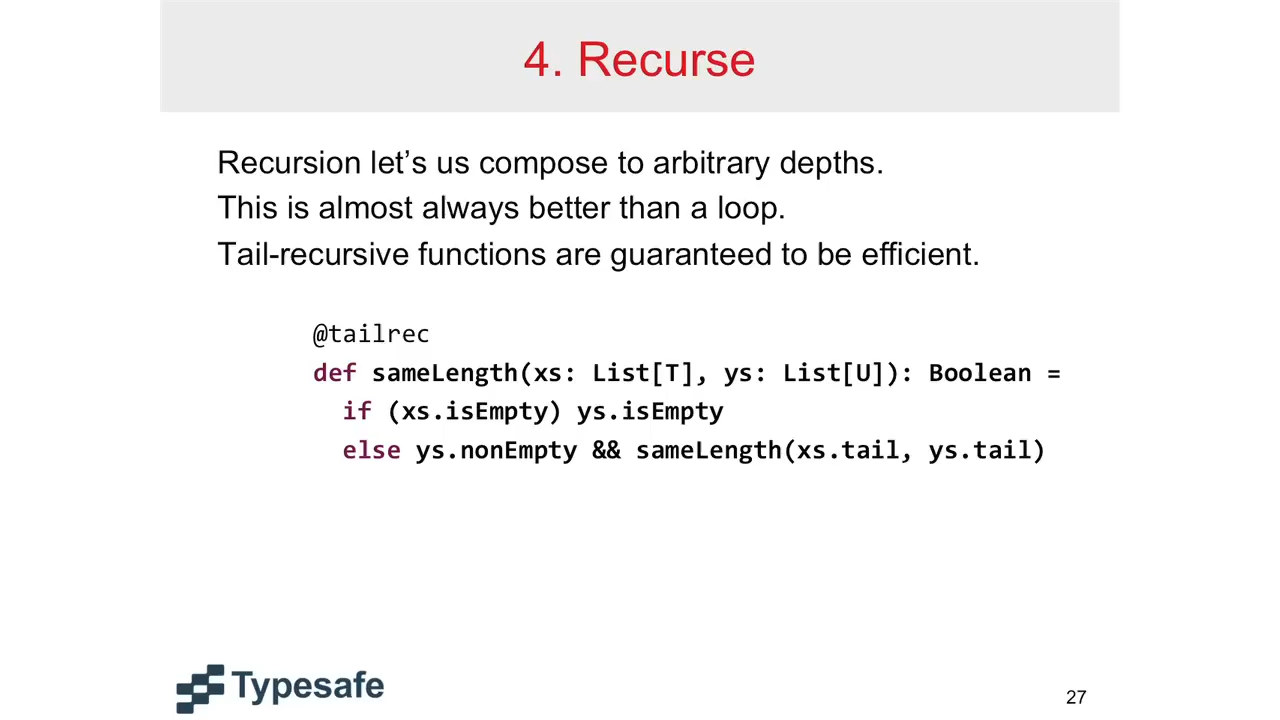 4. Recurse
Recursion let’s us compose to arbitrary depths.
This is almost always better than a loop.
Tail-recursive functions are guaranteed to be efficient.
@tailrec
def sameLength(xs: List[T], ys: List[U]): Boolean =
if (xs.isEmpty) ys.isEmpty
else ys.nonEmpty && sameLength(xs.tail, ys.tail)
Typesafe
27